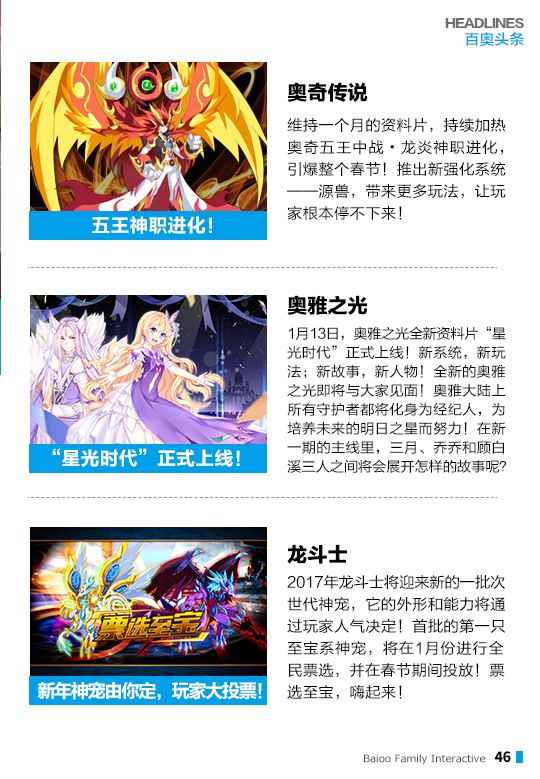 HEADLINES
百奥头条
五王神职进化！
奥奇传说
维持一个月的资料片，持续加热
奥奇五王中战·龙炎神职进化，
引爆整个春节！推出新强化系统
——源兽，带来更多玩法，让玩
家根本停不下来！
“星光时代”正式上线！
奥雅之光
1月13日，奥雅之光全新资料片“星
光时代”正式上线！新系统，新玩
法；新故事，新人物！全新的奥雅
之光即将与大家见面！奥雅大陆上
所有守护者都将化身为经纪人，为
培养未来的明日之星而努力！在新
一期的主线里，三月、乔乔和顾白
溪三人之间将会展开怎样的故事呢?
票选至宝
新年神宠由你定，玩家大投票！
龙斗士
2017年龙斗士将迎来新的一批次
世代神宠，它的外形和能力将通
过玩家人气决定！首批的第一只
至宝系神宠，将在1月份进行全
民票选，并在春节期间投放！票
选至宝，嗨起来！
Baioo Family Interactive 46